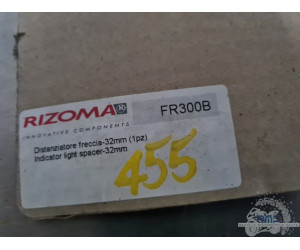 RIZOMA
FR300B
INNOVATIVE COMPONENTS
Distanziatore freccia-32mm (1pz)
Indicator light spacer-32mm
455